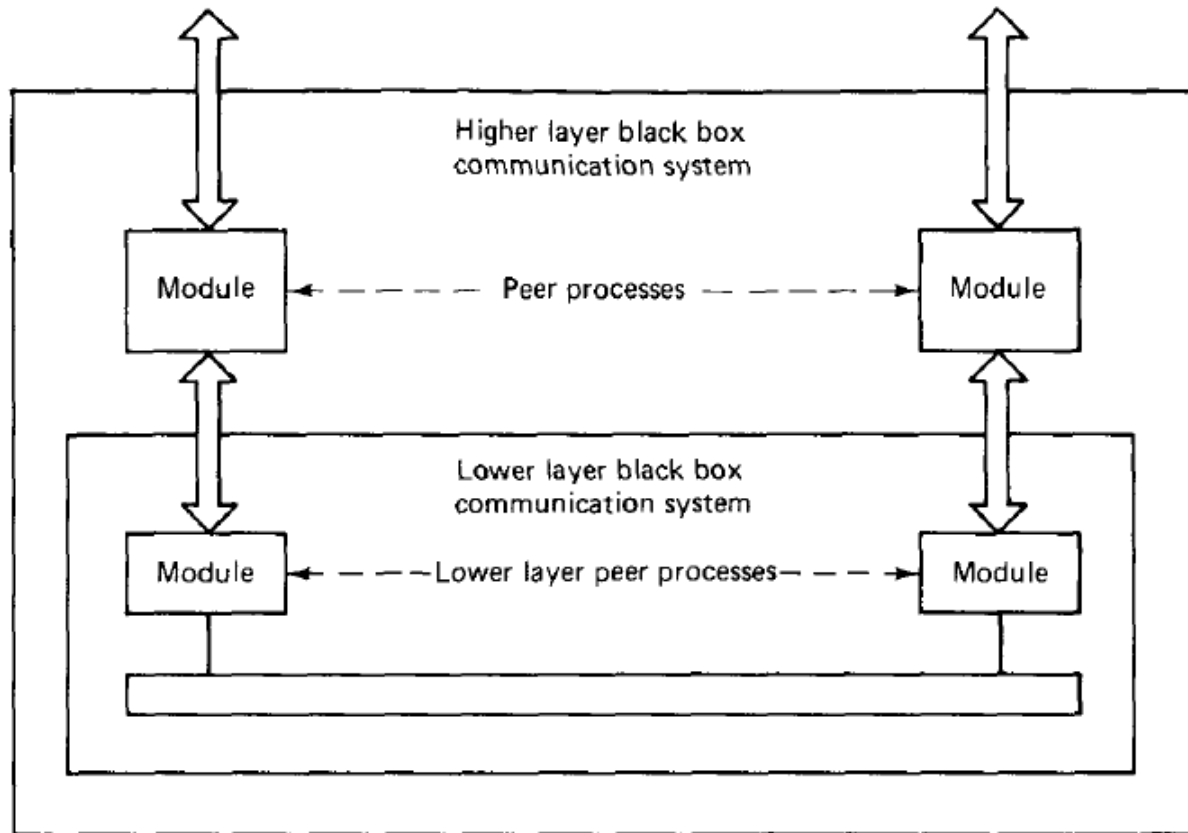 Higher layer black box
communication system
Module
Peer processes
Module
Lower layer black box
communication system
Module
Lower layer peer processes
Module